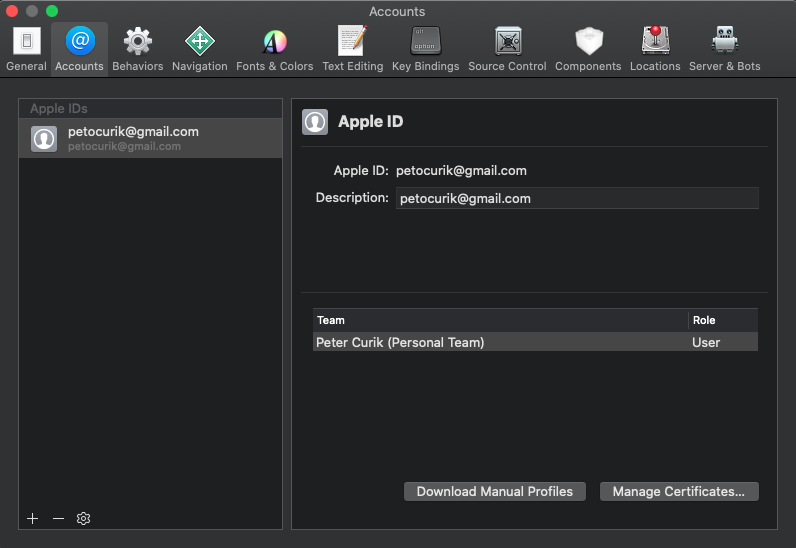 Accounts
General Accounts Behaviors Navigation Fonts & Colors Text Editing Key Bindings Source Control Components Locations Server & Bots
Apple IDs
petocurik@gmail.com
petocurik@gmail.com
Apple ID
Apple ID: petocurik@gmail.com
Description: petocurik@gmail.com
Team Role
Peter Curik (Personal Team) User
Download Manual Profiles Manage Certificates...